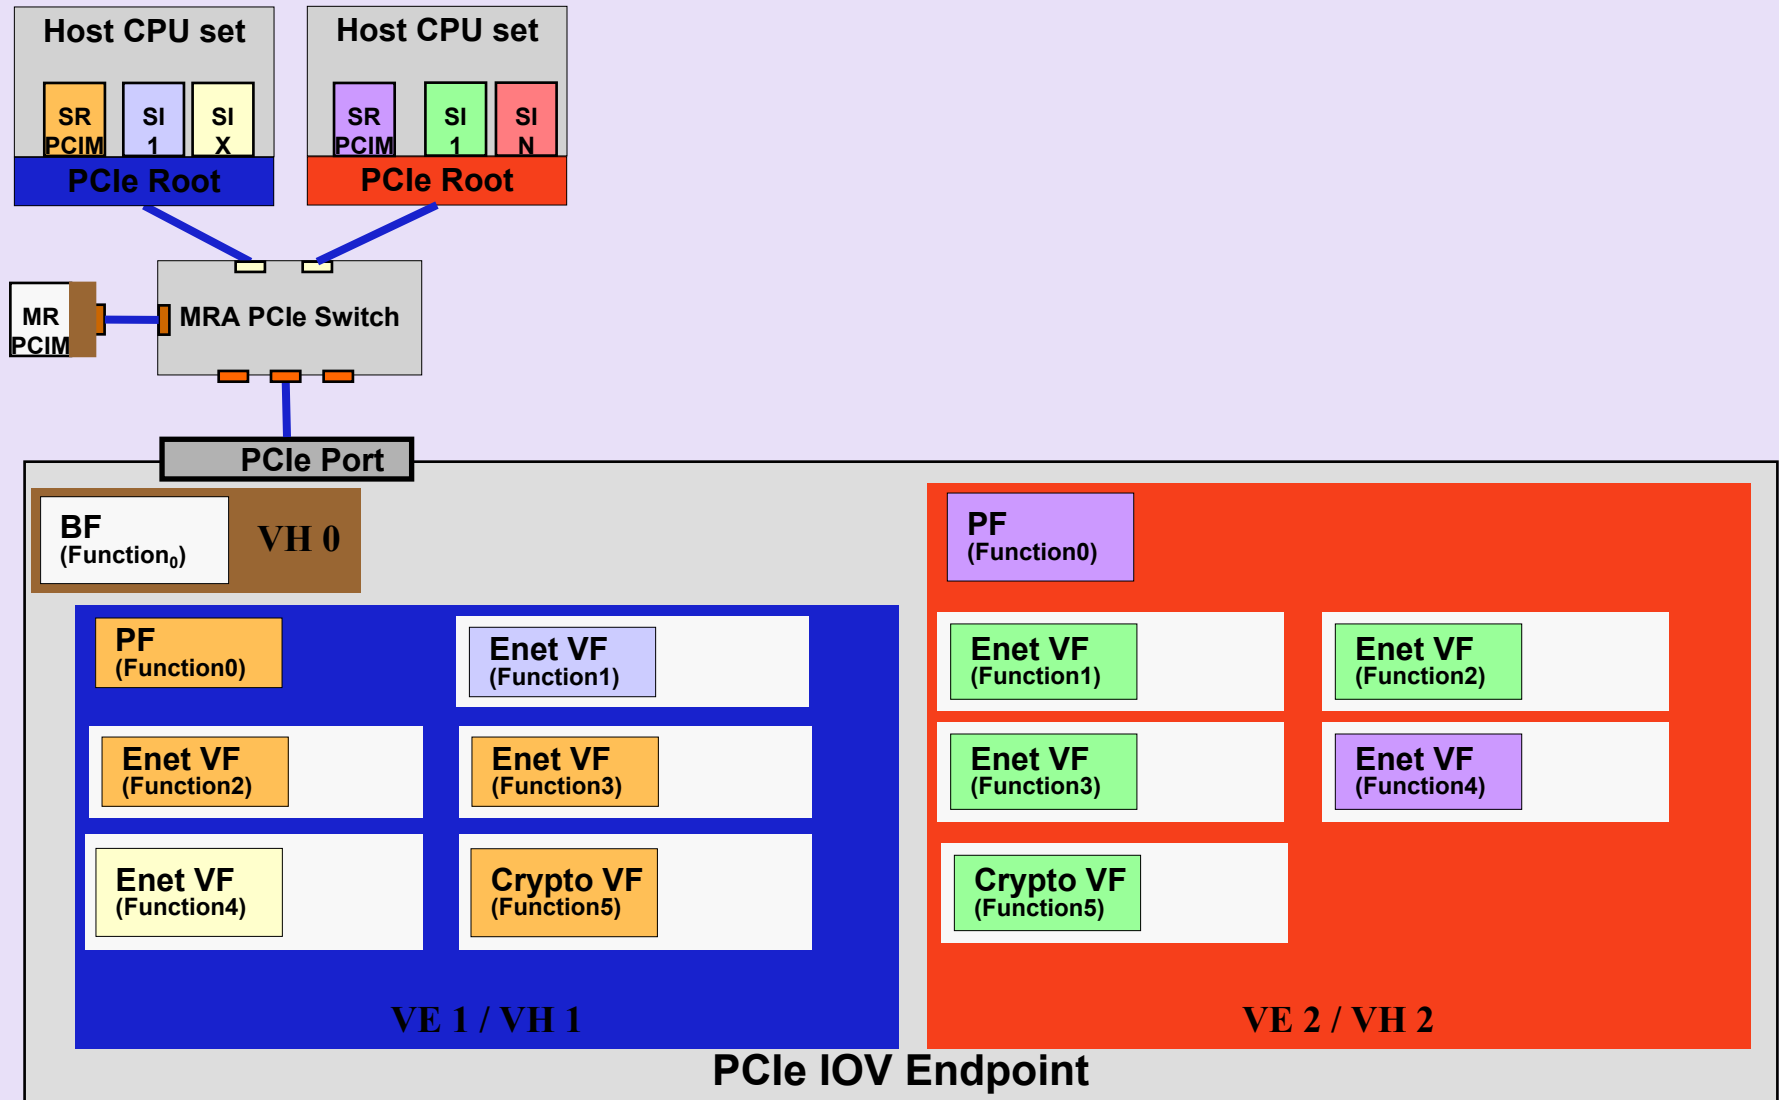 Host CPU set
SR
PCIM
SI
1
SI
X
PCIe Root
Host CPU set
SR
PCIM
SI
1
SI
N
PCIe Root
MR
PCIM
MRA PCIe Switch
PCIe Port
BF
(Function₀)
VH 0
PF
(Function0)
Enet VF
(Function1)
Enet VF
(Function2)
Enet VF
(Function3)
Enet VF
(Function4)
Crypto VF
(Function5)
VE 1 / VH 1
PF
(Function0)
Enet VF
(Function1)
Enet VF
(Function2)
Enet VF
(Function3)
Enet VF
(Function4)
Crypto VF
(Function5)
VE 2 / VH 2
PCIe IOV Endpoint